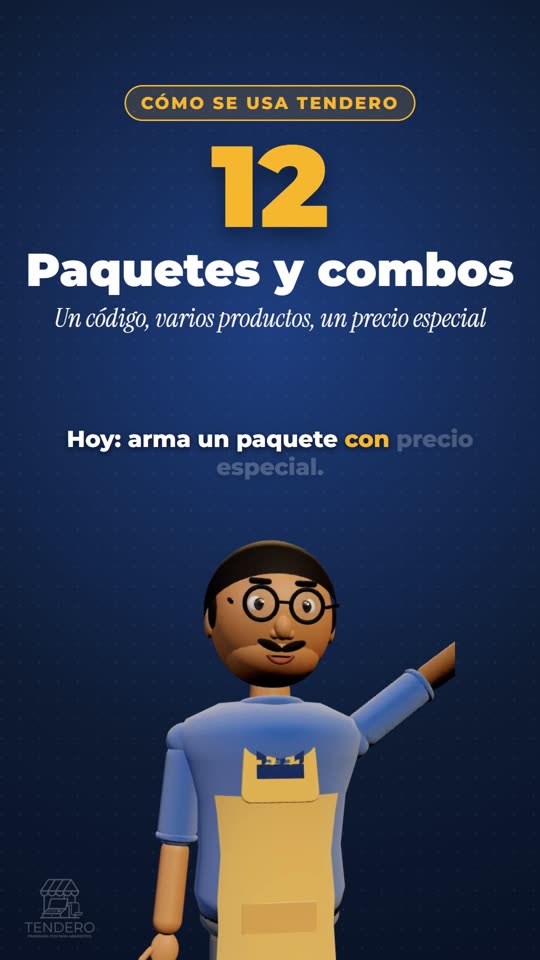 CÓMO SE USA TENDERO
12
Paquetes y combos
Un código, varios productos, un precio especial
Hoy: arma un paquete con precio
especial.
TENDERO